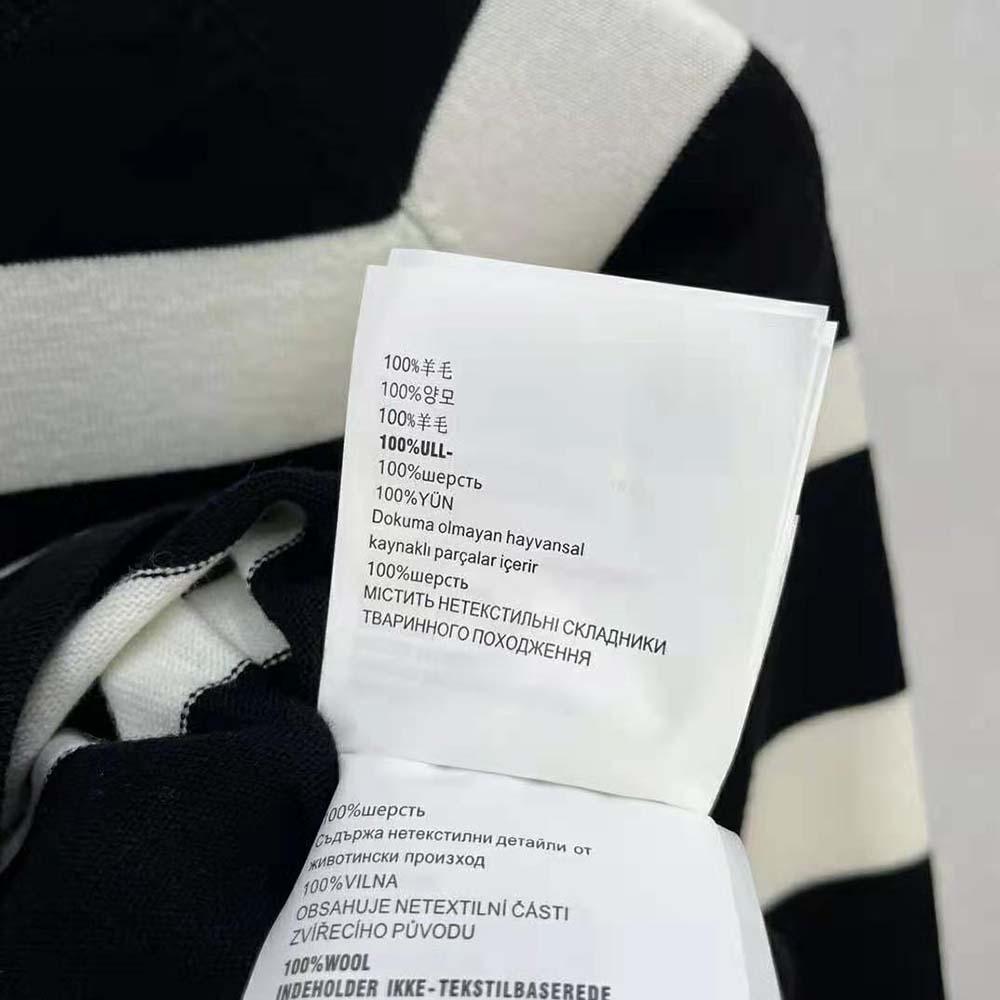 100%羊毛
100%양모
100%羊毛
100%ULL-
100%шерсть
100%YÜN
Dokuma olmayan hayvansal
kaynaklı parçalar içerir
100%шерсть
МІСТИТЬ НЕТЕКСТИЛЬНІ СКЛАДНИКИ
ТВАРИННОГО ПОХОДЖЕННЯ
100%шерсть
Съдържа нетекстилни детайли от
животински произход
100%VILNA
OBSAHUJE NETEXTILNÍ ČÁSTI
ZVÍŘECÍHO PŮVODU
100%WOOL
INDEHOLDER IKKE-TEKSTILBASEREDE